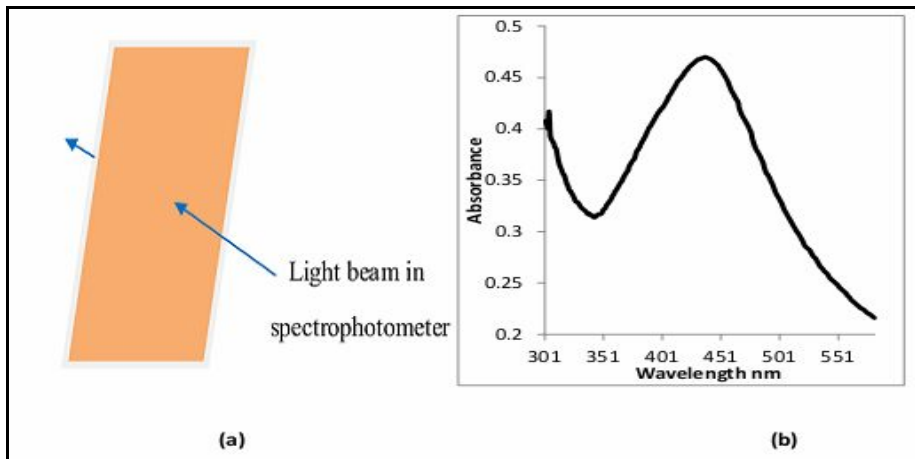 Light beam in
spectrophotometer
(a)
0.5
0.45
0.4
0.35
0.3
0.25
0.2
Absorbance
301 351 401 451 501 551
Wavelength nm
(b)